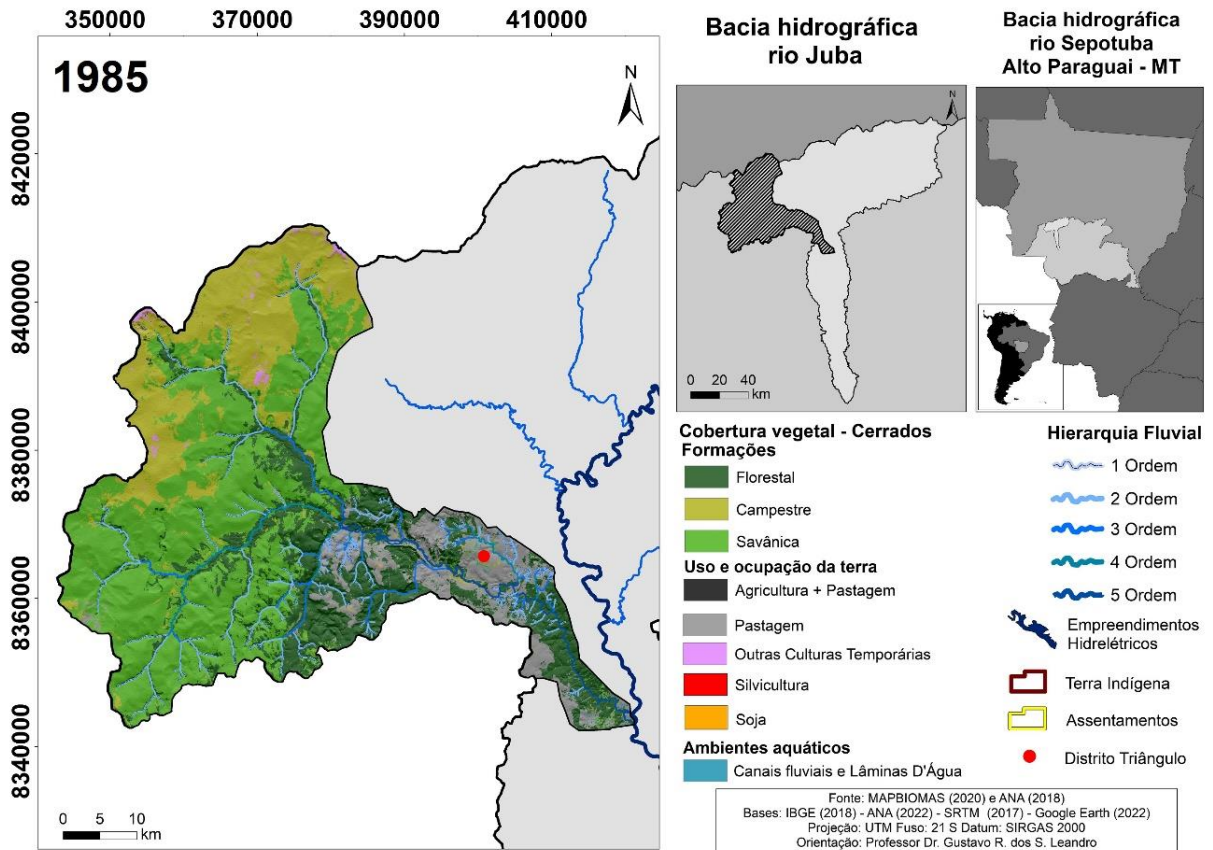 350000 370000 390000 410000
1985
N
8420000
8400000
8380000
8360000
8340000
0 5 10
km
Bacia hidrográfica
rio Juba
N
0 20 40
km
Bacia hidrográfica
rio Sepotuba
Alto Paraguai - MT
Cobertura vegetal - Cerrados
Formações
Florestal
Campestre
Savânica
Uso e ocupação da terra
Agricultura + Pastagem
Pastagem
Outras Culturas Temporárias
Silvicultura
Soja
Ambientes aquáticos
Canais fluviais e Lâminas D'Água
Hierarquia Fluvial
1 Ordem
2 Ordem
3 Ordem
4 Ordem
5 Ordem
Empreendimentos
Hidrelétricos
Terra Indígena
Assentamentos
Distrito Triângulo
Fonte: MAPBIOMAS (2020) e ANA (2018)
Bases: IBGE (2018) - ANA (2022) - SRTM (2017) - Google Earth (2022)
Projeção: UTM Fuso: 21 S Datum: SIRGAS 2000
Orientação: Professor Dr. Gustavo R. dos S. Leandro